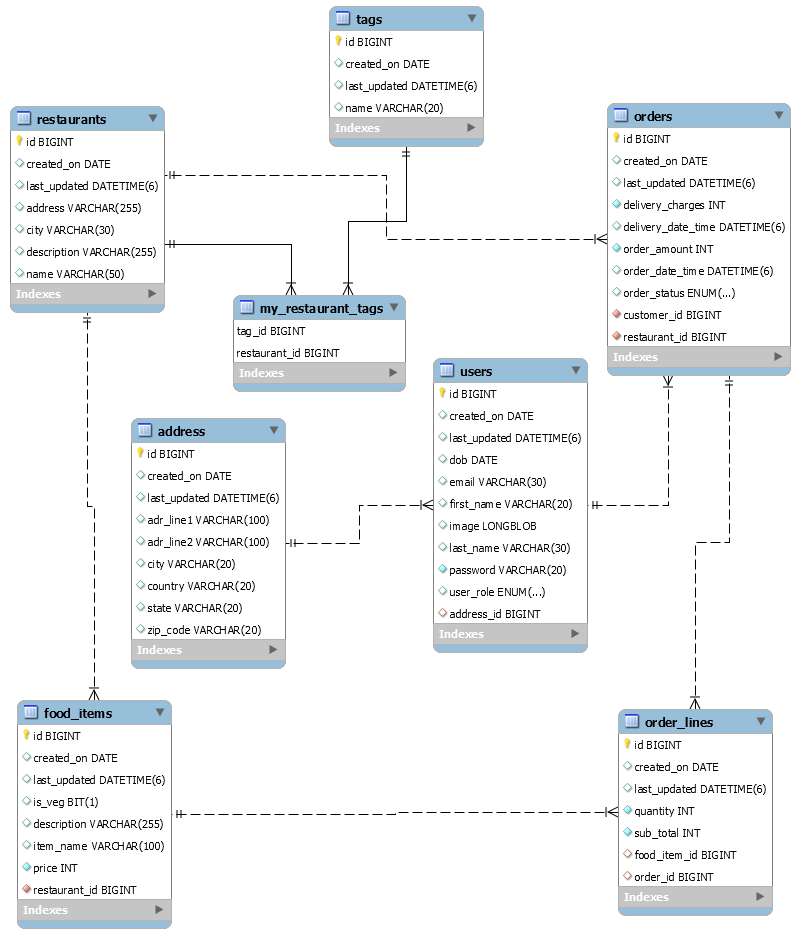 tags
id BIGINT
created_on DATE
last_updated DATETIME(6)
name VARCHAR(20)
Indexes
restaurants
id BIGINT
created_on DATE
last_updated DATETIME(6)
address VARCHAR(255)
city VARCHAR(30)
description VARCHAR(255)
name VARCHAR(50)
Indexes
orders
id BIGINT
created_on DATE
last_updated DATETIME(6)
delivery_charges INT
delivery_date_time DATETIME(6)
order_amount INT
order_date_time DATETIME(6)
order_status ENUM(...)
customer_id BIGINT
restaurant_id BIGINT
Indexes
my_restaurant_tags
tag_id BIGINT
restaurant_id BIGINT
Indexes
users
id BIGINT
created_on DATE
last_updated DATETIME(6)
dob DATE
email VARCHAR(30)
first_name VARCHAR(20)
image LONGBLOB
last_name VARCHAR(30)
password VARCHAR(20)
user_role ENUM(...)
address_id BIGINT
Indexes
address
id BIGINT
created_on DATE
last_updated DATETIME(6)
adr_line1 VARCHAR(100)
adr_line2 VARCHAR(100)
city VARCHAR(20)
country VARCHAR(20)
state VARCHAR(20)
zip_code VARCHAR(20)
Indexes
food_items
id BIGINT
created_on DATE
last_updated DATETIME(6)
is_veg BIT(1)
description VARCHAR(255)
item_name VARCHAR(100)
price INT
restaurant_id BIGINT
Indexes
order_lines
id BIGINT
created_on DATE
last_updated DATETIME(6)
quantity INT
sub_total INT
food_item_id BIGINT
order_id BIGINT
Indexes